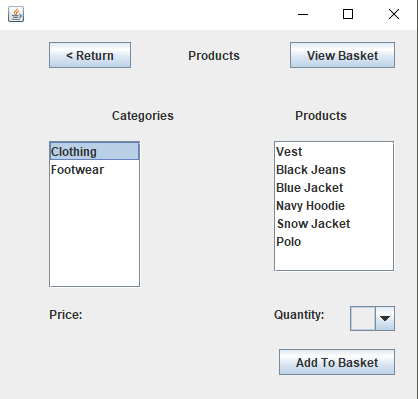 < Return
Products
View Basket
Categories
Products
Clothing
Footwear
Vest
Black Jeans
Blue Jacket
Navy Hoodie
Snow Jacket
Polo
Price:
Quantity:
Add To Basket